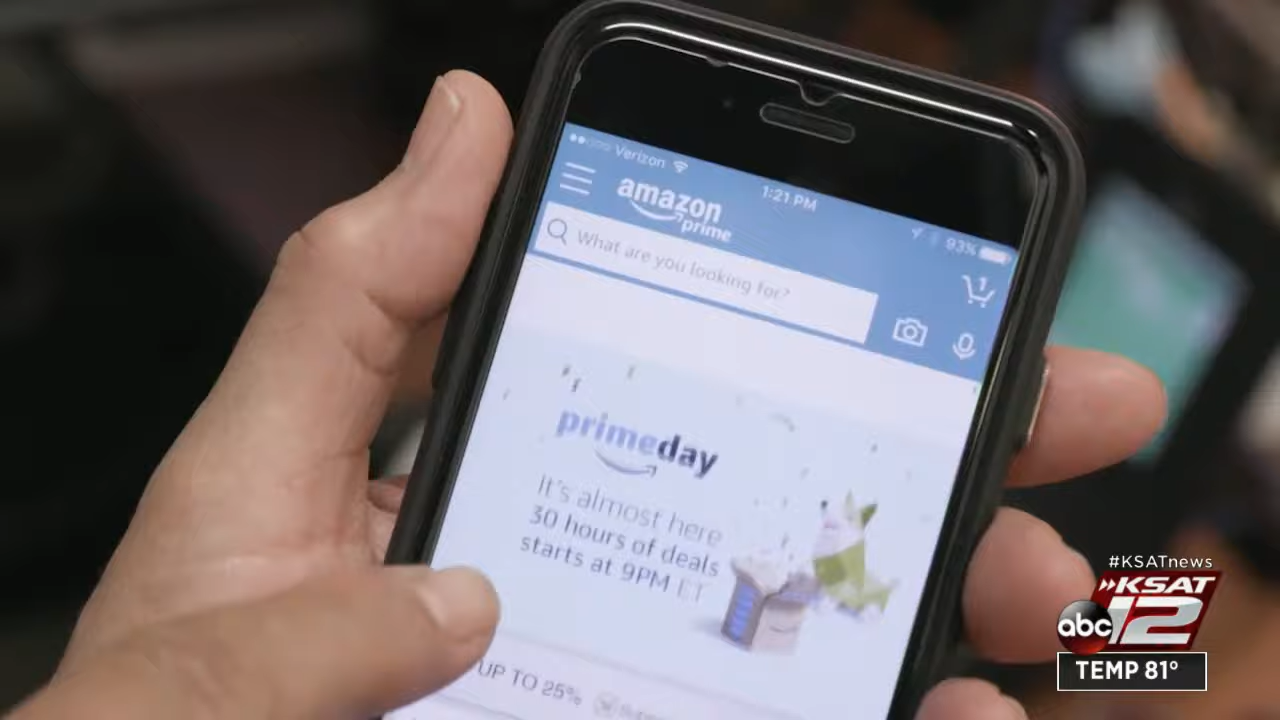 Verizon
1:21 PM
93%
amazon
prime
1
What are you looking for?
primeday
It's almost here
30 hours of deals
starts at 9PM ET
UP TO 25%
#KSATnews
KSAT
abc 12
TEMP 81°